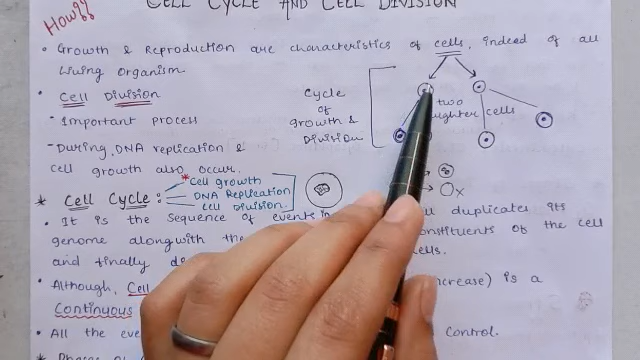 CELL CYCLE AND CELL DIVISION
How??
• Growth & Reproduction are characteristics of cells, indeed of all
living organism.
• Cell Division
- Important process
- During, DNA replication &
cell growth also occur.
Cycle
of
growth &
Division
two
cells
* Cell Cycle :
* Cell growth
DNA Replication
Cell Division.
x
• It is the sequence of events in
duplicates its
genome alongwith the
constituents of the cell
and finally
cells.
• Although, Cell
increase) is a
Continuous
• All the
control.